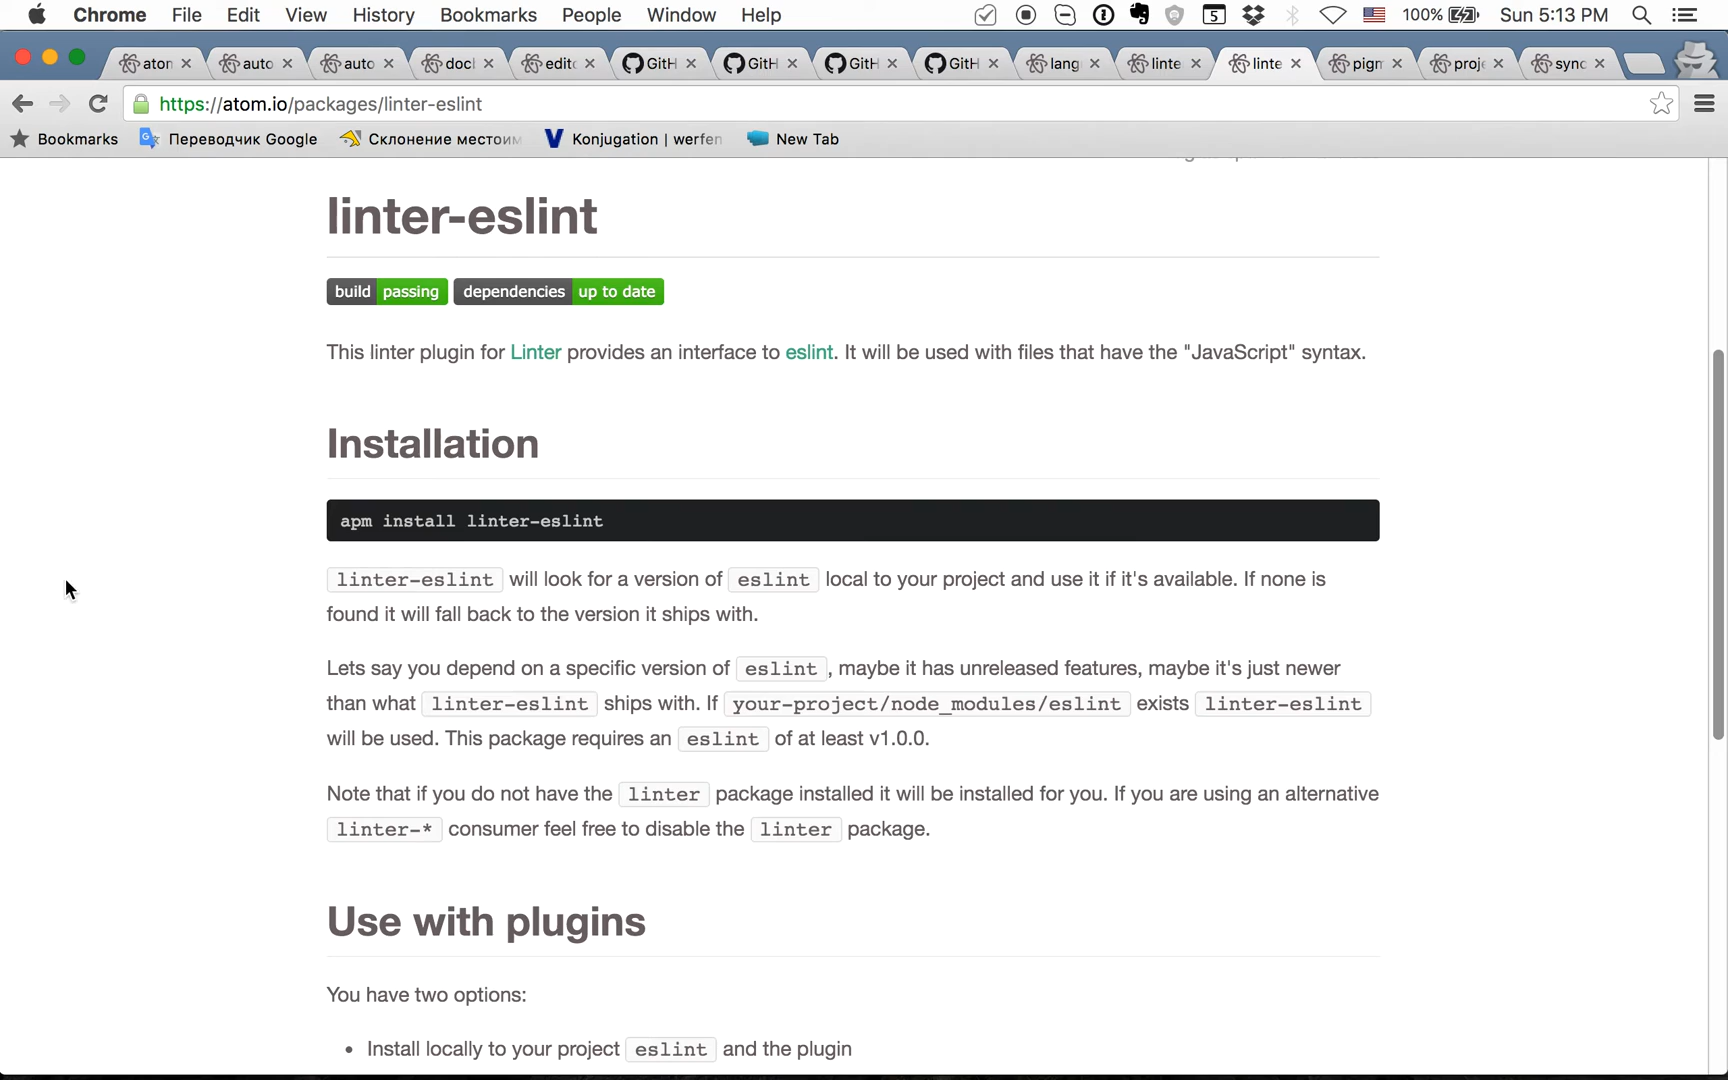 Chrome File Edit View History Bookmarks People Window Help 5 100% Sun 5:13 PM
aton auto auto docl edito GitH GitH GitH GitH lang linte linte pigm proje sync
https://atom.io/packages/linter-eslint
Bookmarks Переводчик Google Склонение местоим Konjugation | werfen New Tab
linter-eslint
build passing dependencies up to date
This linter plugin for Linter provides an interface to eslint. It will be used with files that have the "JavaScript" syntax.
Installation
apm install linter-eslint
linter-eslint will look for a version of eslint local to your project and use it if it's available. If none is
found it will fall back to the version it ships with.
Lets say you depend on a specific version of eslint, maybe it has unreleased features, maybe it's just newer
than what linter-eslint ships with. If your-project/node_modules/eslint exists linter-eslint
will be used. This package requires an eslint of at least v1.0.0.
Note that if you do not have the linter package installed it will be installed for you. If you are using an alternative
linter-* consumer feel free to disable the linter package.
Use with plugins
You have two options:
• Install locally to your project eslint and the plugin